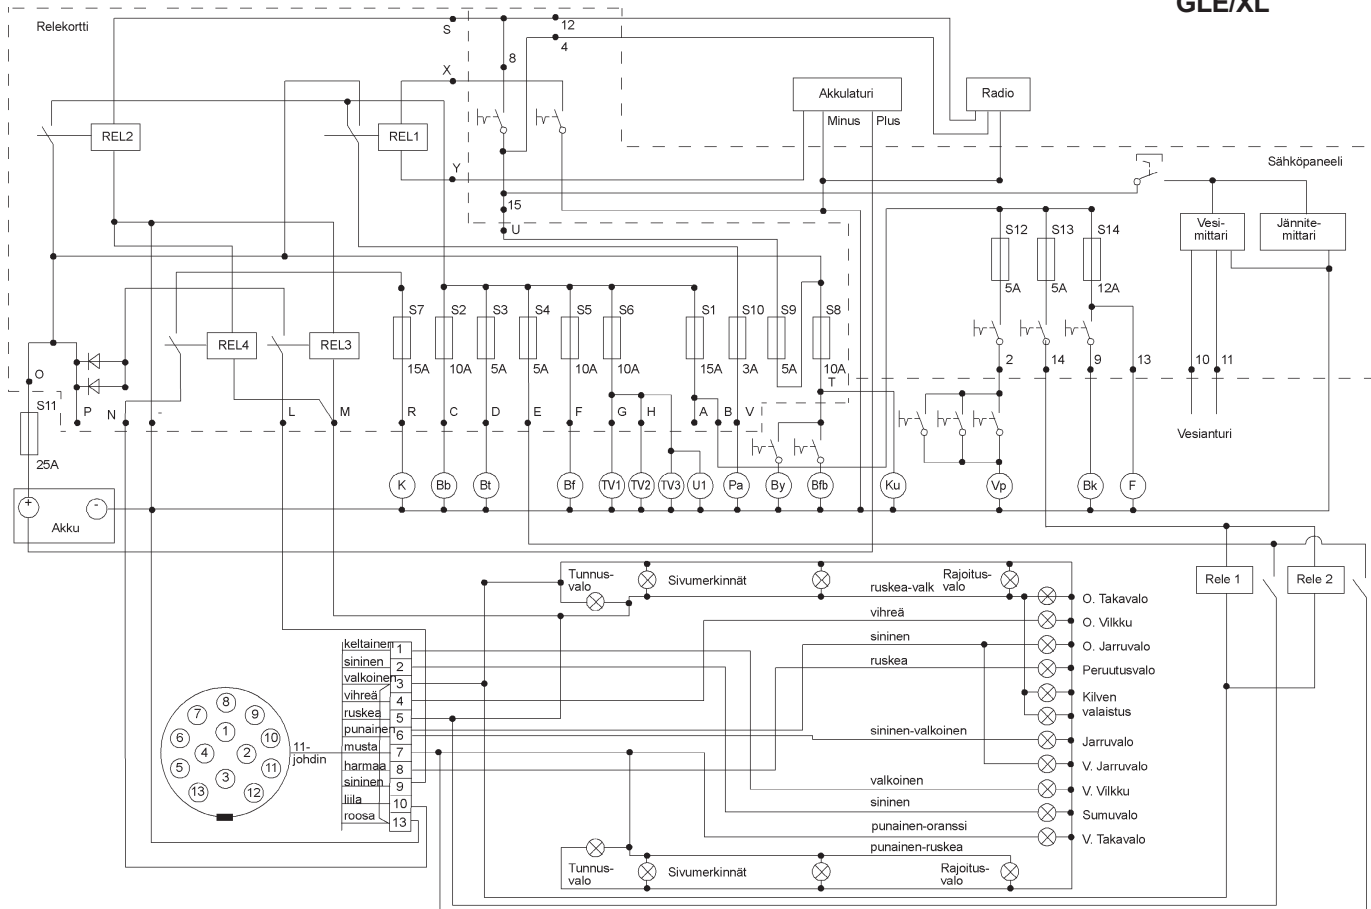 GLE/XL
Relekortti
S
12
4
8
X
Akkulaturi
Radio
Minus
Plus
REL2
REL1
Y
Sähköpaneeli
15
U
S12
S13
S14
5A
5A
12A
Vesi-
mittari
Jännite-
mittari
REL4
REL3
S7
S2
S3
S4
S5
S6
S1
S10
S9
S8
15A
10A
5A
5A
10A
10A
15A
3A
5A
10A
T
2
14
9
13
10
11
O
S11
25A
P
N
-
L
M
R
C
D
E
F
G
H
A
B
V
Vesianturi
+
-
Akku
K
Bb
Bt
Bf
TV1
TV2
TV3
U1
Pa
By
Bfb
Ku
Vp
Bk
F
Rele 1
Rele 2
Tunnus-
valo
Sivumerkinnät
Rajoitus-
valo
ruskea-valk
O. Takavalo
vihreä
O. Vilkku
sininen
O. Jarruvalo
ruskea
Peruutusvalo
Kilven
valaistus
sininen-valkoinen
Jarruvalo
V. Jarruvalo
valkoinen
V. Vilkku
sininen
Sumuvalo
punainen-oranssi
V. Takavalo
punainen-ruskea
Tunnus-
valo
Sivumerkinnät
Rajoitus-
valo
keltainen 1
sininen 2
valkoinen 3
vihreä 4
ruskea 5
punainen 6
musta 7
harmaa 8
sininen 9
liila 10
roosa 13
11-
johdin
8
7
9
1
6
10
4
2
5
11
3
13
12